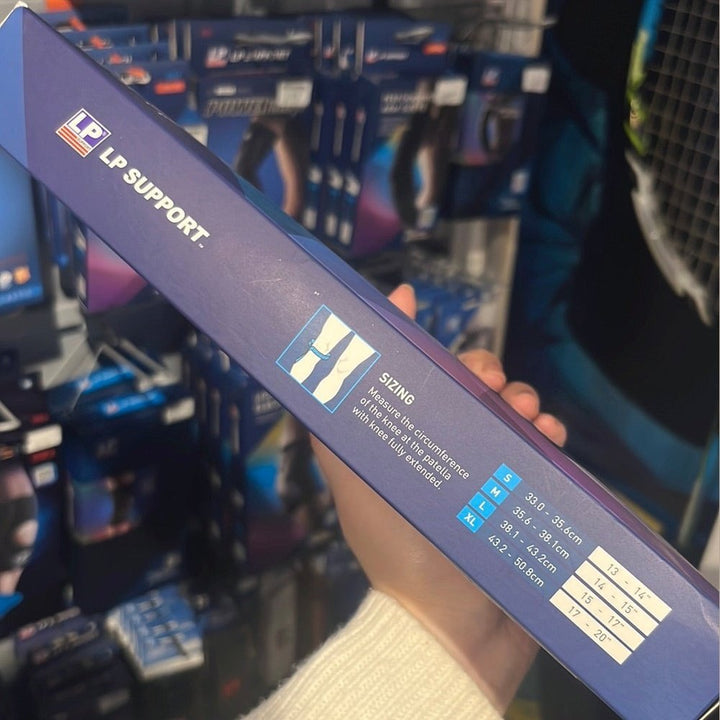 LP
LP SUPPORT™
SIZING
Measure the circumference
of the knee at the patella
with knee fully extended.
S 33.0 - 35.6cm 13 - 14"
M 35.6 - 38.1cm 14 - 15"
L 38.1 - 43.2cm 15 - 17"
XL 43.2 - 50.8cm 17 - 20"